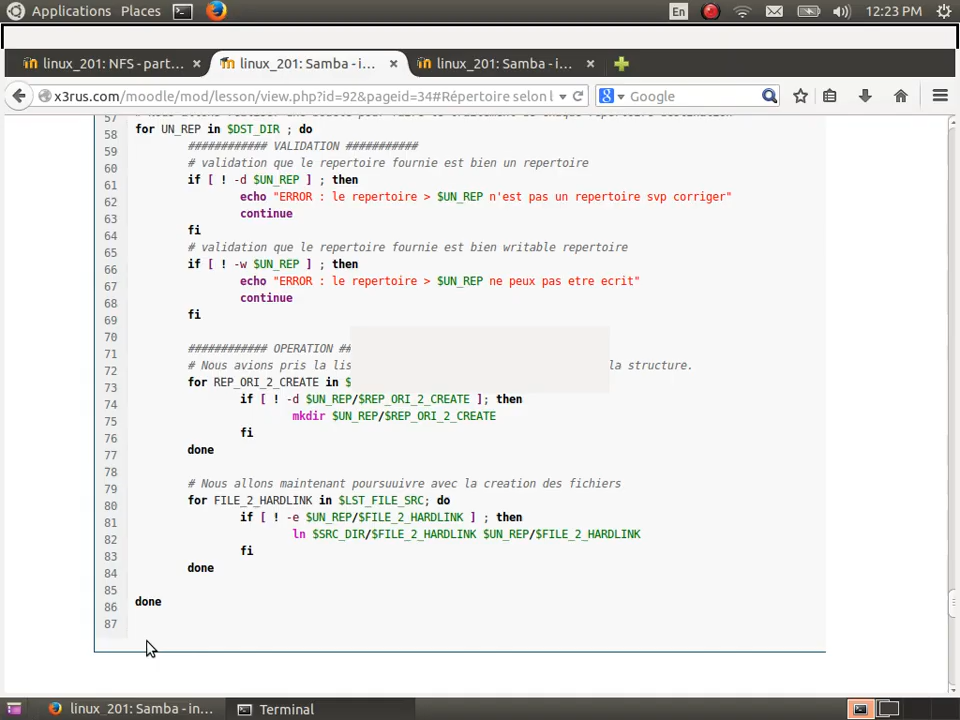 Applications Places En 12:23 PM
linux_201: NFS - part... × linux_201: Samba - i... × linux_201: Samba - i... ×
x3rus.com/moodle/mod/lesson/view.php?id=92&pageid=34#Répertoire selon l Google
57
58 for UN_REP in $DST_DIR ; do
59 ############ VALIDATION ###########
60 # validation que le repertoire fournie est bien un repertoire
61 if [ ! -d $UN_REP ] ; then
62 echo "ERROR : le repertoire > $UN_REP n'est pas un repertoire svp corriger"
63 continue
64 fi
65 # validation que le repertoire fournie est bien writable repertoire
66 if [ ! -w $UN_REP ] ; then
67 echo "ERROR : le repertoire > $UN_REP ne peux pas etre ecrit"
68 continue
69 fi
70
71 ############ OPERATION ##
72 # Nous avions pris la lis la structure.
73 for REP_ORI_2_CREATE in $
74 if [ ! -d $UN_REP/$REP_ORI_2_CREATE ]; then
75 mkdir $UN_REP/$REP_ORI_2_CREATE
76 fi
77 done
78
79 # Nous allons maintenant poursuuivre avec la creation des fichiers
80 for FILE_2_HARDLINK in $LST_FILE_SRC; do
81 if [ ! -e $UN_REP/$FILE_2_HARDLINK ] ; then
82 ln $SRC_DIR/$FILE_2_HARDLINK $UN_REP/$FILE_2_HARDLINK
83 fi
84 done
85
86 done
87
linux_201: Samba - in... Terminal